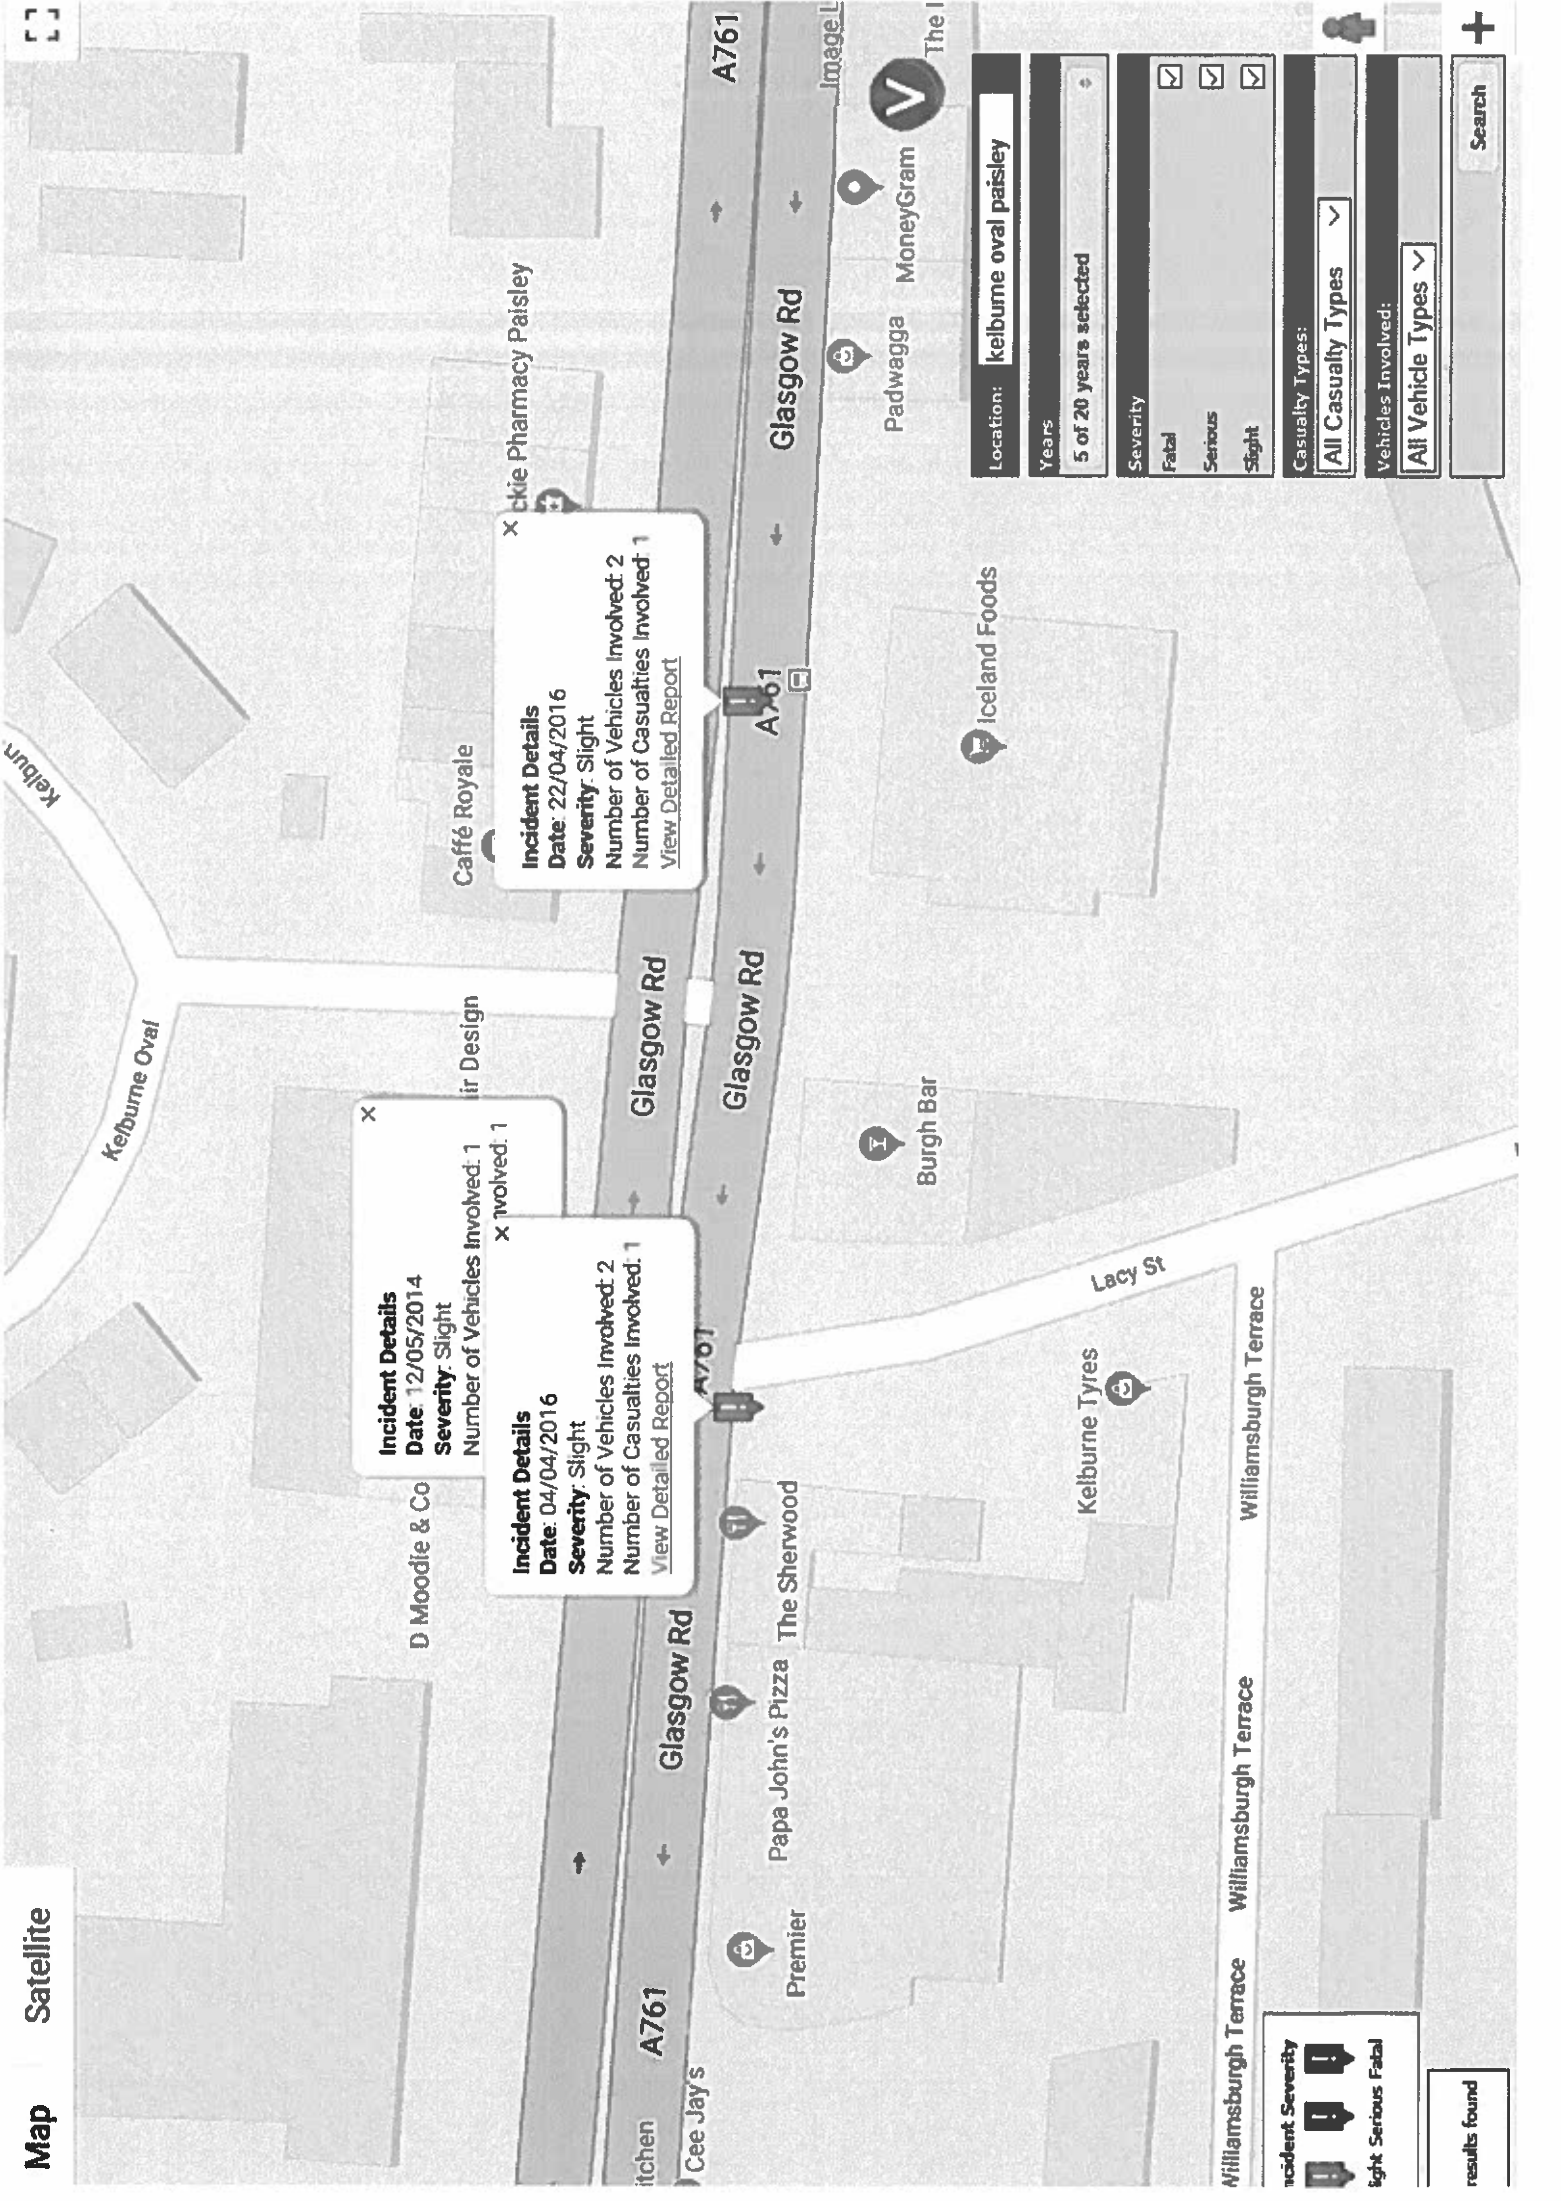 Map
Satellite
Kelburne Oval
Kelburn
Caffé Royale
ckie Pharmacy Paisley
D Moodie & Co
ir Design
Incident Details
Date: 12/05/2014
Severity: Slight
Number of Vehicles Involved: 1
nvolved: 1
Incident Details
Date: 04/04/2016
Severity: Slight
Number of Vehicles Involved: 2
Number of Casualties Involved: 1
View Detailed Report
Incident Details
Date: 22/04/2016
Severity: Slight
Number of Vehicles Involved: 2
Number of Casualties Involved: 1
View Detailed Report
A761
Glasgow Rd
A761
Glasgow Rd
Glasgow Rd
A761
Glasgow Rd
A761
itchen
Cee Jay's
Premier
Papa John's Pizza
The Sherwood
Burgh Bar
Iceland Foods
Padwagga
MoneyGram
Image L
The I
Kelburne Tyres
Lacy St
Williamsburgh Terrace
Williamsburgh Terrace
Williamsburgh Terrace
Location: kelburne oval paisley
Years
5 of 20 years selected
Severity
Fatal
Serious
Slight
Casualty Types:
All Casualty Types
Vehicles Involved:
All Vehicle Types
Search
ncident Severity
ight Serious Fatal
results found